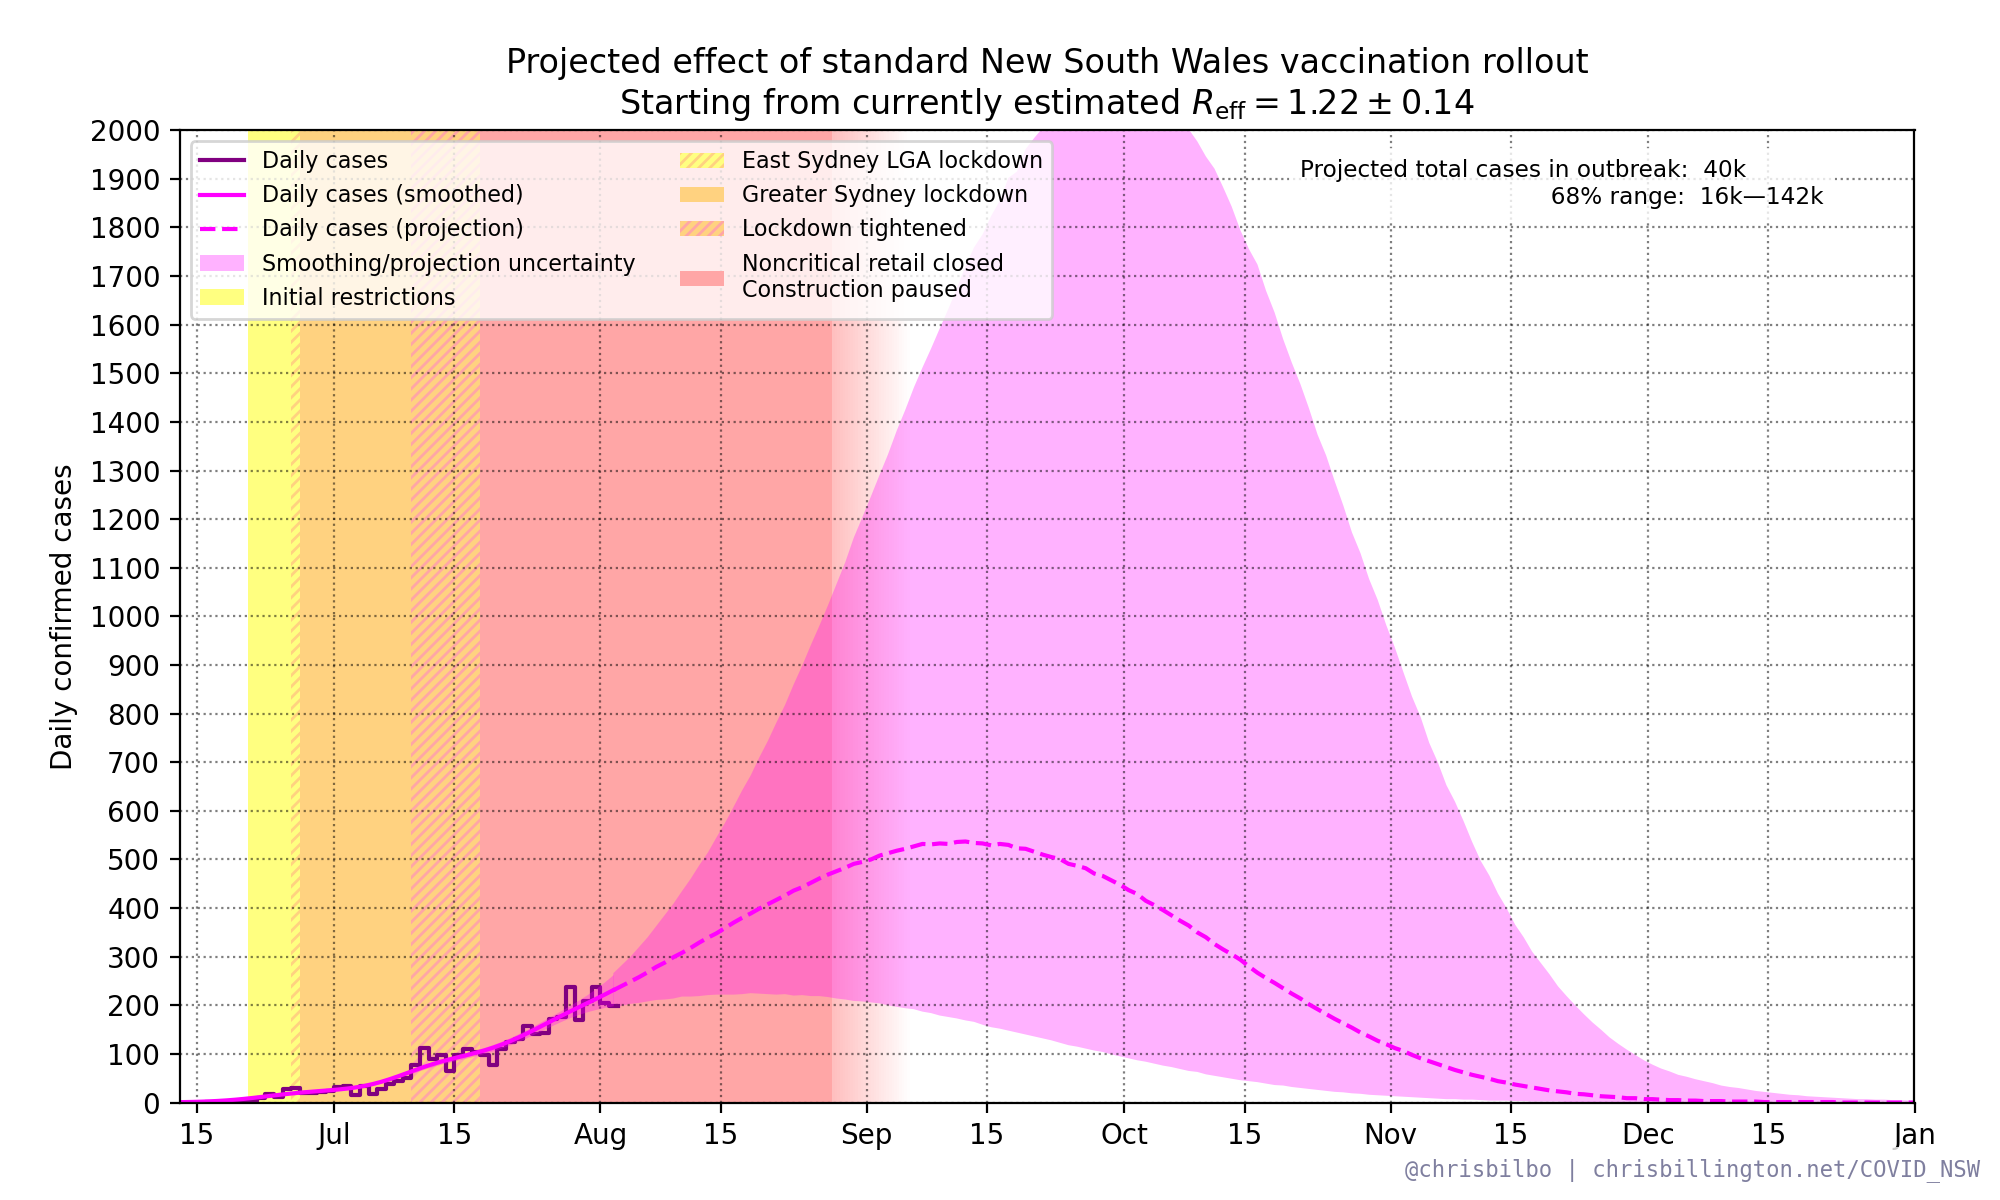 Projected effect of standard New South Wales vaccination rollout
Starting from currently estimated R_eff = 1.22 ± 0.14
Daily cases
Daily cases (smoothed)
Daily cases (projection)
Smoothing/projection uncertainty
Initial restrictions
East Sydney LGA lockdown
Greater Sydney lockdown
Lockdown tightened
Noncritical retail closed
Construction paused
Projected total cases in outbreak: 40k
68% range: 16k—142k
Daily confirmed cases
2000
1900
1800
1700
1600
1500
1400
1300
1200
1100
1000
900
800
700
600
500
400
300
200
100
0
15 Jul 15 Aug 15 Sep 15 Oct 15 Nov 15 Dec 15 Jan
@chrisbilbo | chrisbillington.net/COVID_NSW